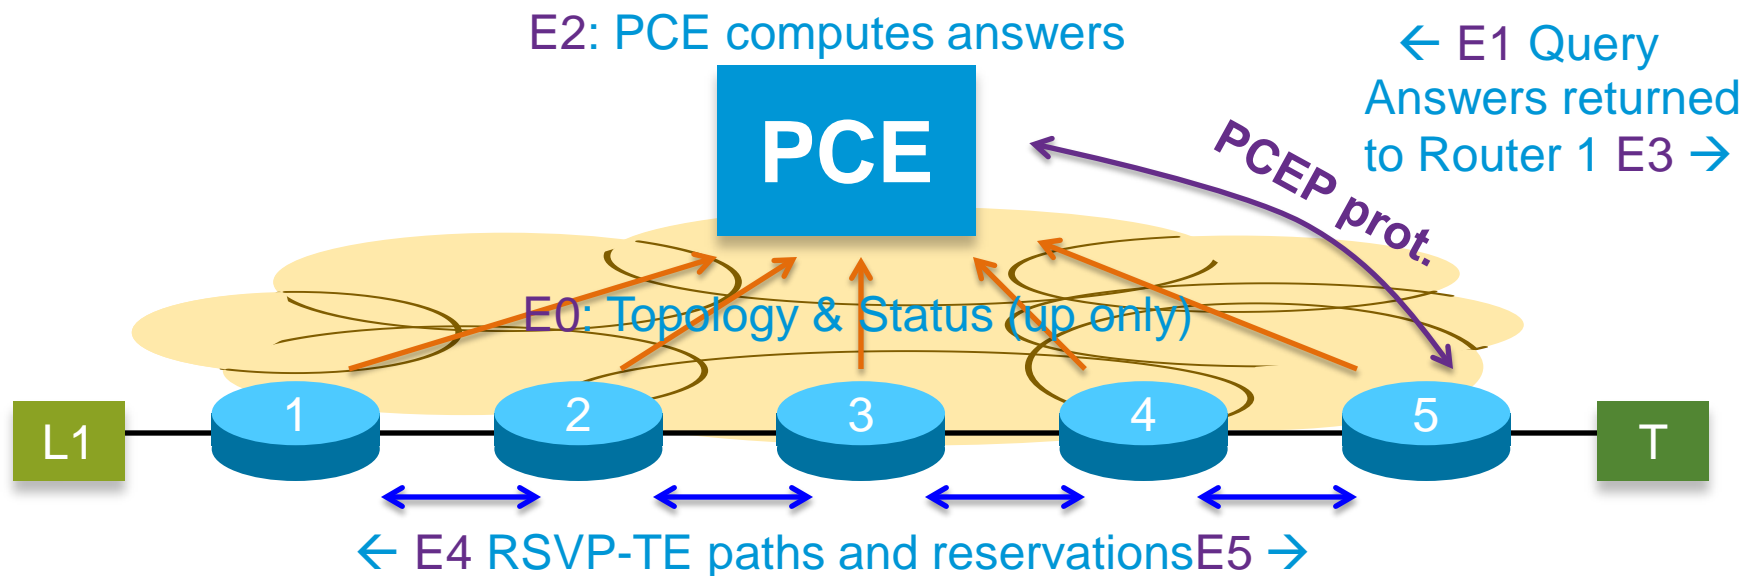 E2: PCE computes answers
← E1 Query
Answers returned
to Router 1 E3 →
PCE
PCEP prot.
E0: Topology & Status (up only)
L1
1
2
3
4
5
T
← E4 RSVP-TE paths and reservationsE5 →